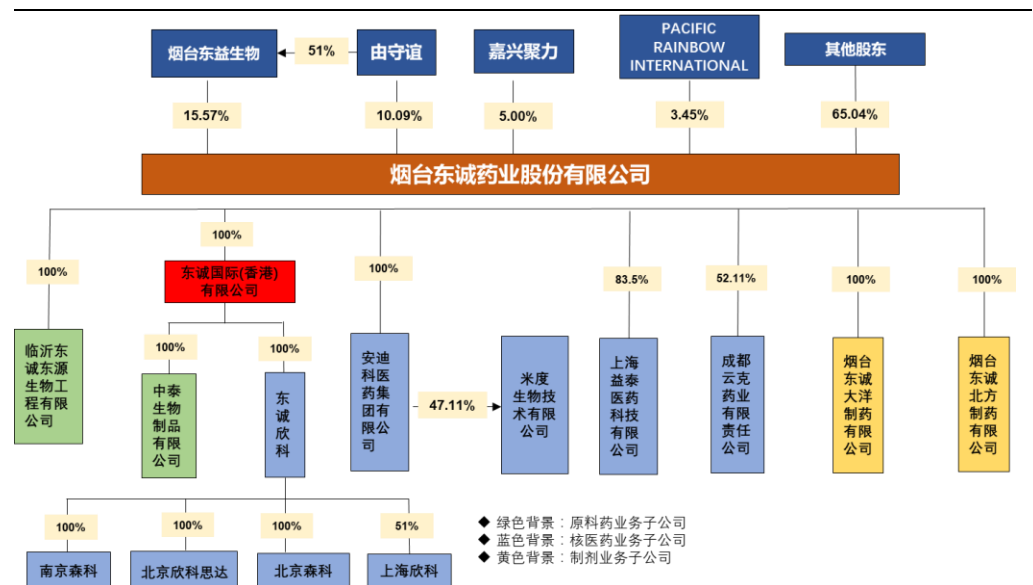 烟台东益生物
51%
由守谊
嘉兴聚力
PACIFIC
RAINBOW
INTERNATIONAL
其他股东
15.57%
10.09%
5.00%
3.45%
65.04%
烟台东诚药业股份有限公司
100%
100%
100%
83.5%
52.11%
100%
100%
东诚国际(香港)
有限公司
临沂东
诚东源
生物工
程有限
公司
100%
100%
中泰
生物
制品
有限
公司
东
诚
欣
科
安迪
科医
药集
团有
限公
司
47.11%
米度
生物技
术有限
公司
上海
益泰
医药
科技
有限
公司
成都
云克
药业
有限
责任
公司
烟台
东诚
大洋
制药
有限
公司
烟台
东诚
北方
制药
有限
公司
100%
100%
100%
51%
南京森科
北京欣科思达
北京森科
上海欣科
◆ 绿色背景：原料药业务子公司
◆ 蓝色背景：核医药业务子公司
◆ 黄色背景：制剂业务子公司